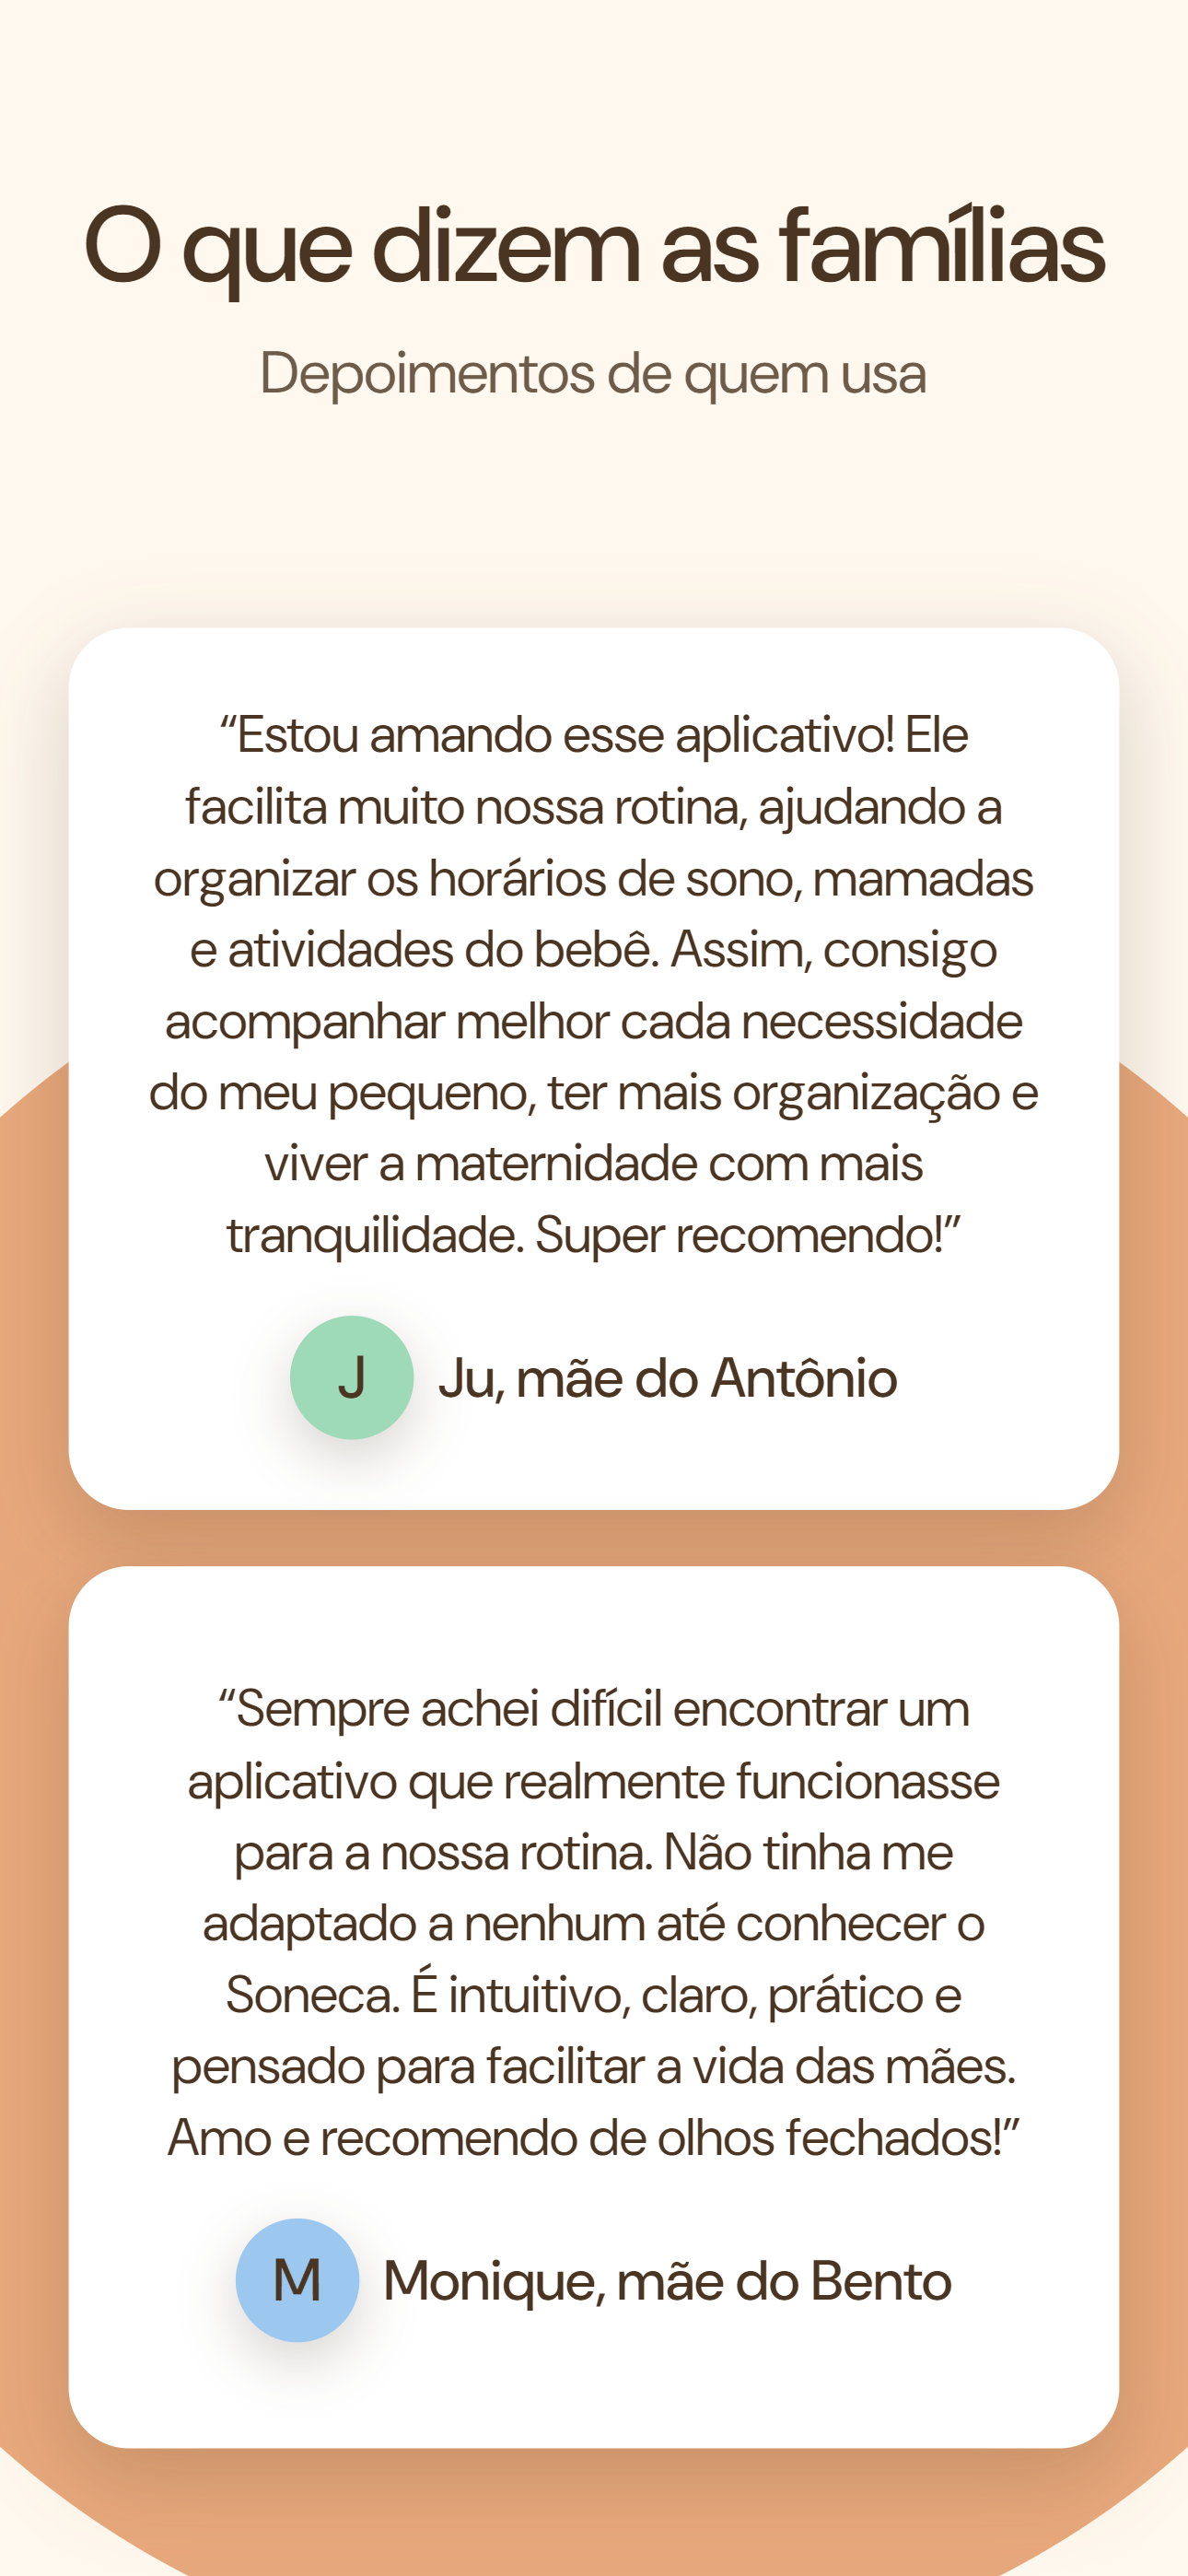 O que dizem as famílias
Depoimentos de quem usa
“Estou amando esse aplicativo! Ele
facilita muito nossa rotina, ajudando a
organizar os horários de sono, mamadas
e atividades do bebê. Assim, consigo
acompanhar melhor cada necessidade
do meu pequeno, ter mais organização e
viver a maternidade com mais
tranquilidade. Super recomendo!”
J
Ju, mãe do Antônio
“Sempre achei difícil encontrar um
aplicativo que realmente funcionasse
para a nossa rotina. Não tinha me
adaptado a nenhum até conhecer o
Soneca. É intuitivo, claro, prático e
pensado para facilitar a vida das mães.
Amo e recomendo de olhos fechados!”
M
Monique, mãe do Bento